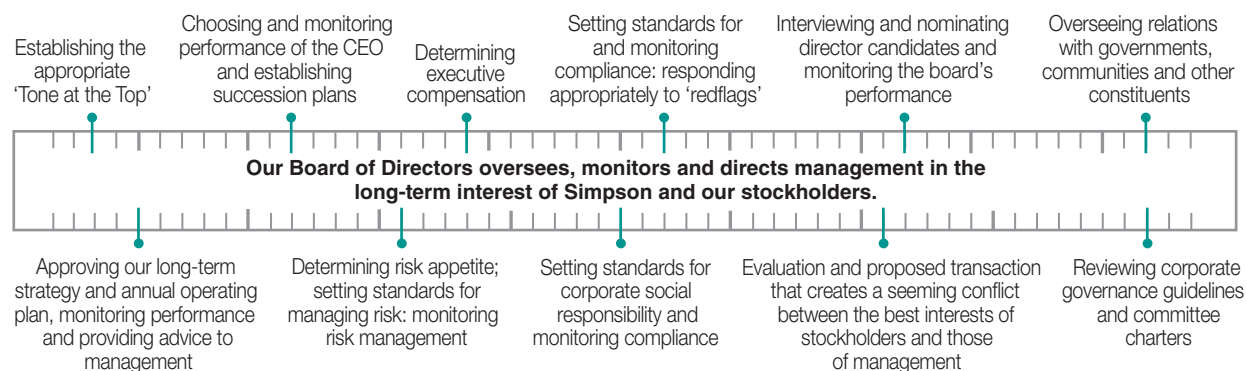 Establishing the
appropriate
‘Tone at the Top’
Choosing and monitoring
performance of the CEO
and establishing
succession plans
Determining
executive
compensation
Setting standards for
and monitoring
compliance: responding
appropriately to ‘redflags’
Interviewing and nominating
director candidates and
monitoring the board’s
performance
Overseeing relations
with governments,
communities and other
constituents
Our Board of Directors oversees, monitors and directs management in the
long-term interest of Simpson and our stockholders.
Approving our long-term
strategy and annual operating
plan, monitoring performance
and providing advice to
management
Determining risk appetite;
setting standards for
managing risk: monitoring
risk management
Setting standards for
corporate social
responsibility and
monitoring compliance
Evaluation and proposed transaction
that creates a seeming conflict
between the best interests of
stockholders and those
of management
Reviewing corporate
governance guidelines
and committee
charters